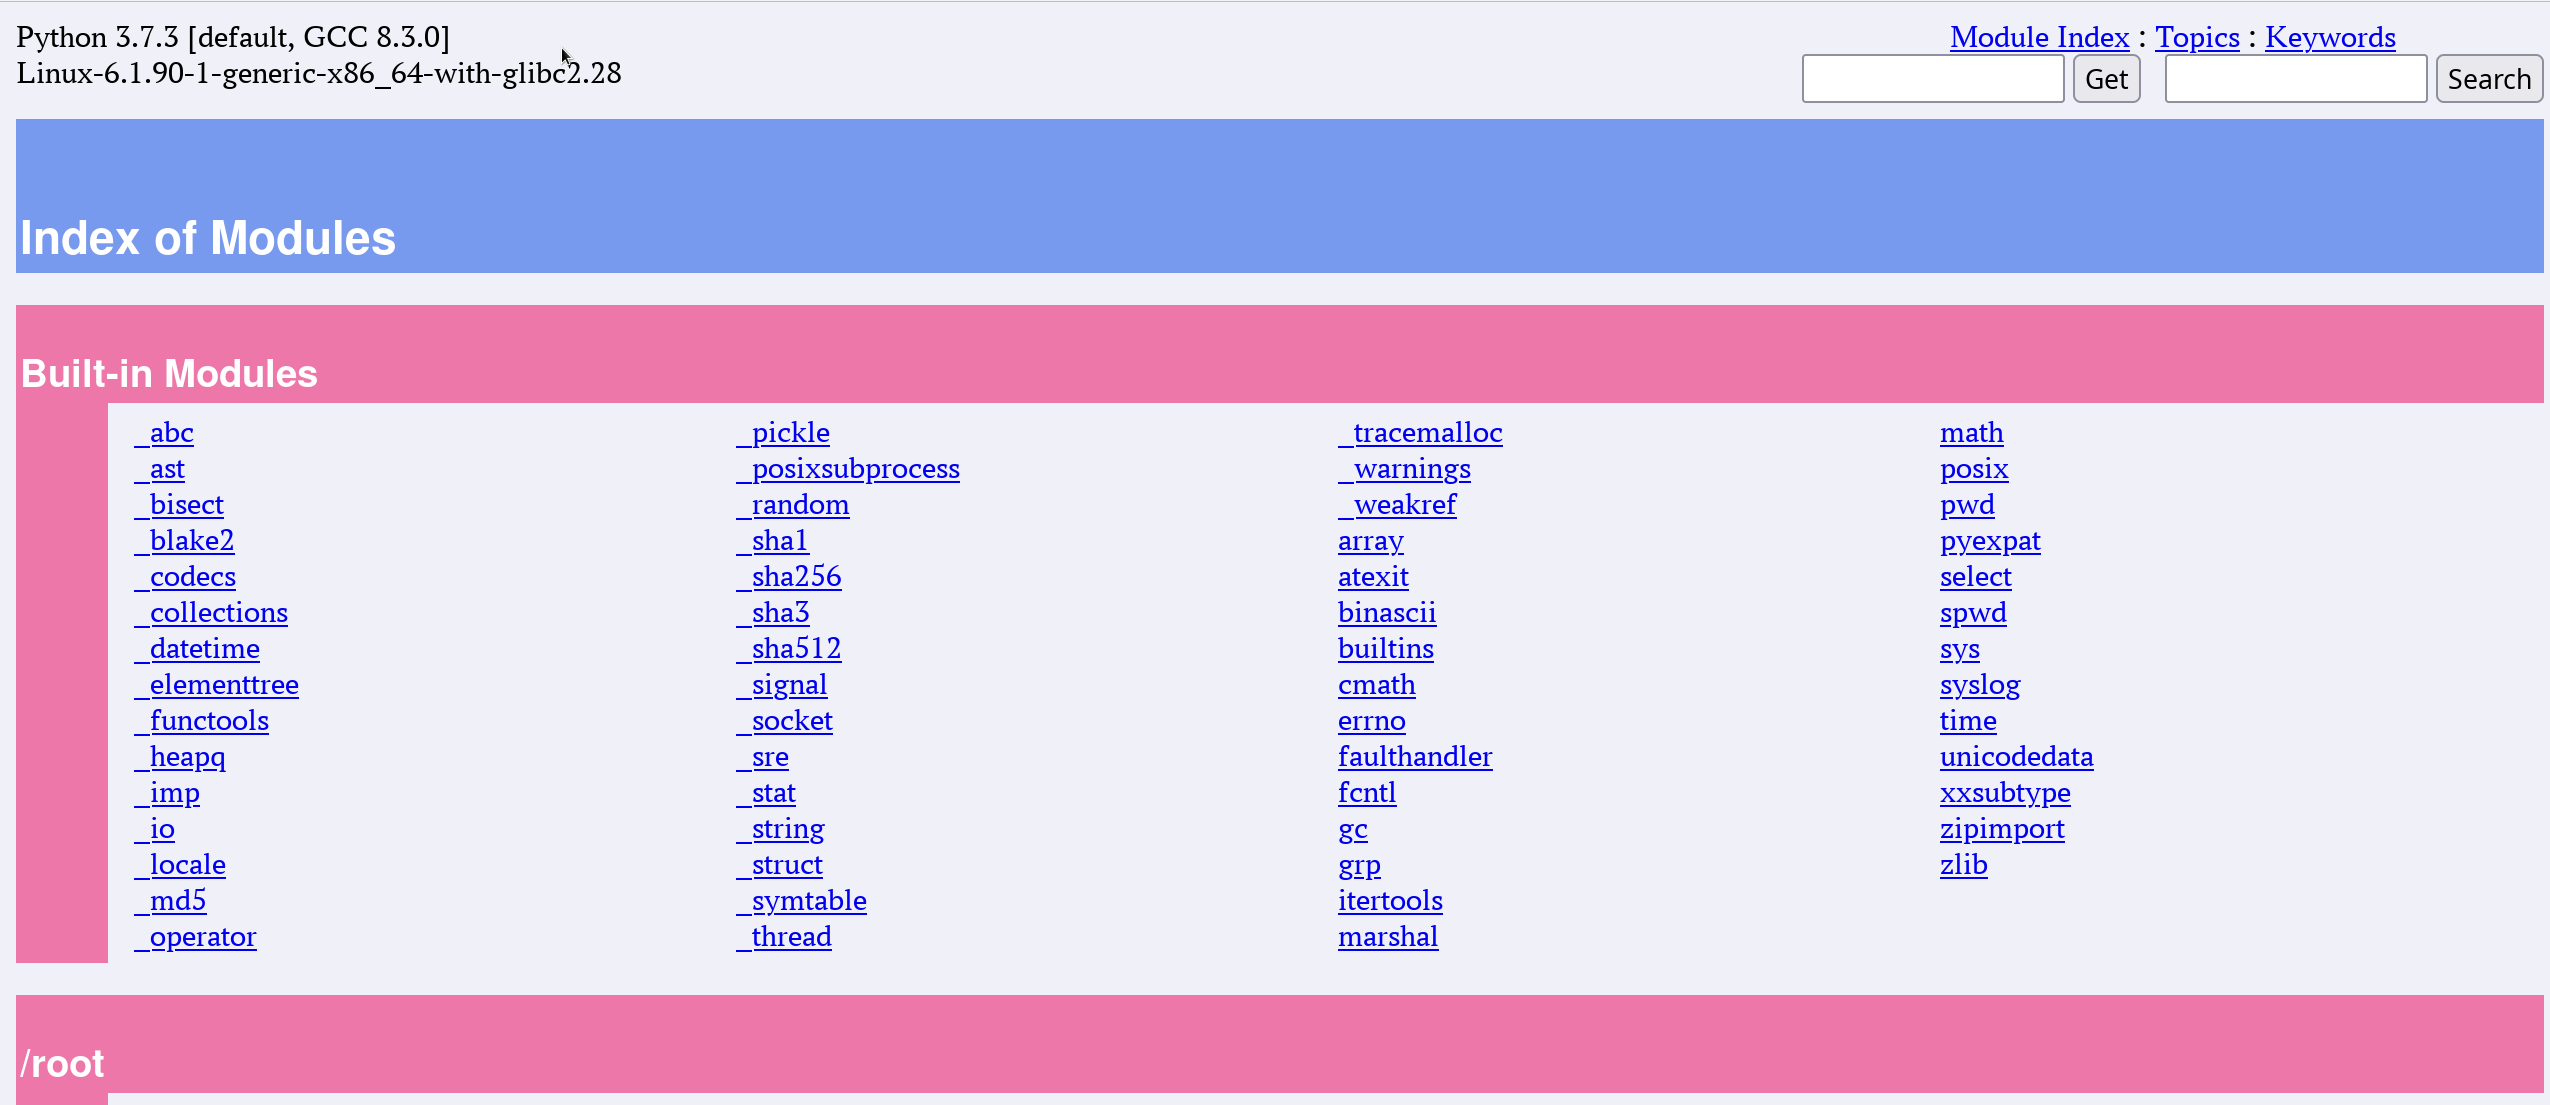 Python 3.7.3 [default, GCC 8.3.0]
Linux-6.1.90-1-generic-x86_64-with-glibc2.28
Module Index : Topics : Keywords
Get Search
Index of Modules
Built-in Modules
_abc
_ast
_bisect
_blake2
_codecs
_collections
_datetime
_elementtree
_functools
_heapq
_imp
_io
_locale
_md5
_operator
_pickle
_posixsubprocess
_random
_sha1
_sha256
_sha3
_sha512
_signal
_socket
_sre
_stat
_string
_struct
_symtable
_thread
_tracemalloc
_warnings
_weakref
array
atexit
binascii
builtins
cmath
errno
faulthandler
fcntl
gc
grp
itertools
marshal
math
posix
pwd
pyexpat
select
spwd
sys
syslog
time
unicodedata
xxsubtype
zipimport
zlib
/root